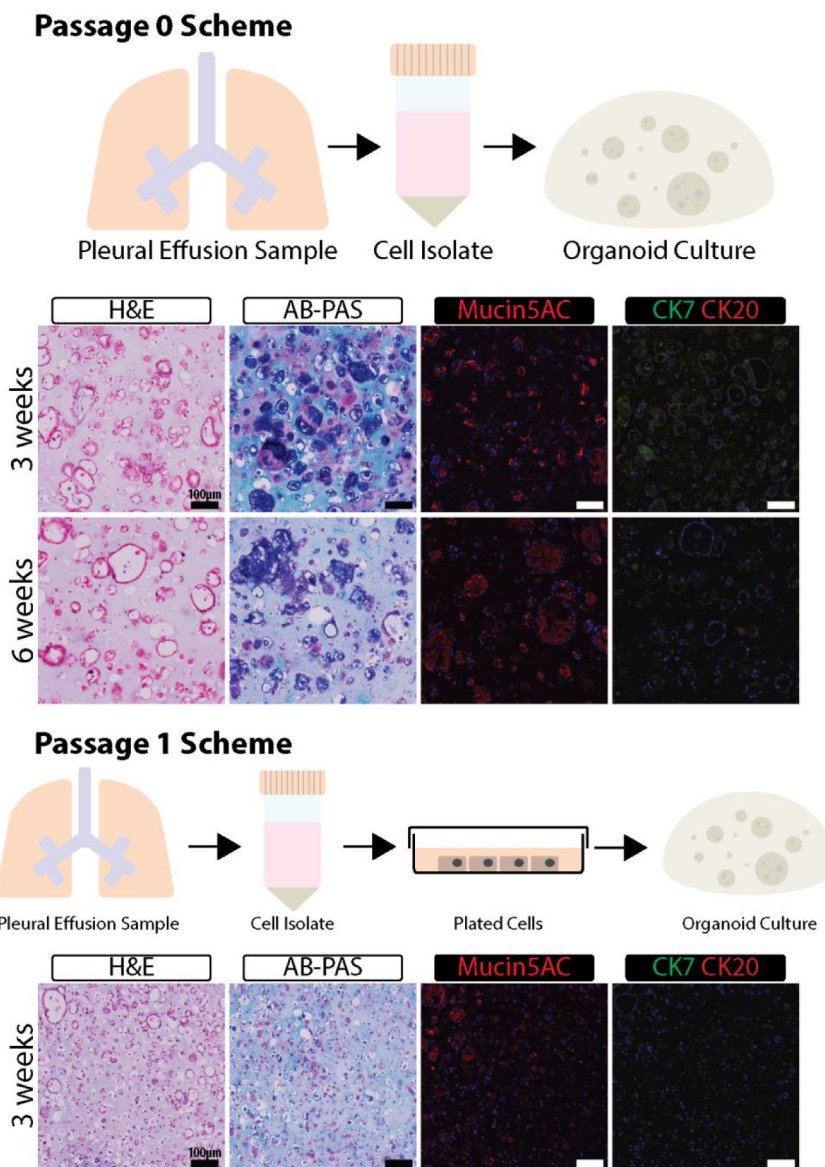 Passage 0 Scheme
Pleural Effusion Sample Cell Isolate Organoid Culture
H&E AB-PAS Mucin5AC CK7 CK20
3 weeks
100μm
6 weeks
Passage 1 Scheme
Pleural Effusion Sample Cell Isolate Plated Cells Organoid Culture
H&E AB-PAS Mucin5AC CK7 CK20
3 weeks
100μm